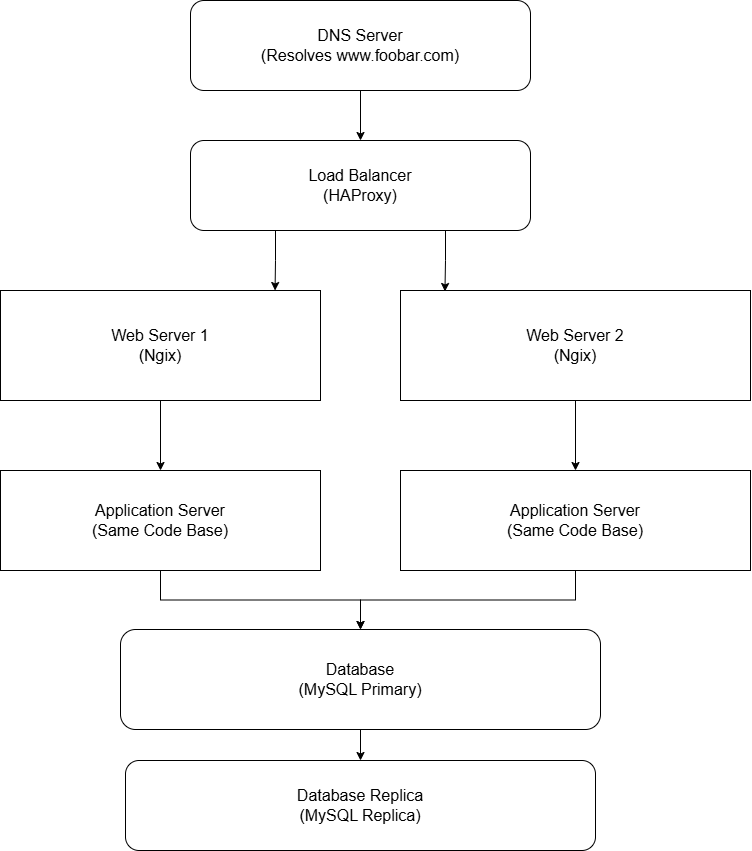 DNS Server
(Resolves www.foobar.com)
Load Balancer
(HAProxy)
Web Server 1
(Ngix)
Web Server 2
(Ngix)
Application Server
(Same Code Base)
Application Server
(Same Code Base)
Database
(MySQL Primary)
Database Replica
(MySQL Replica)